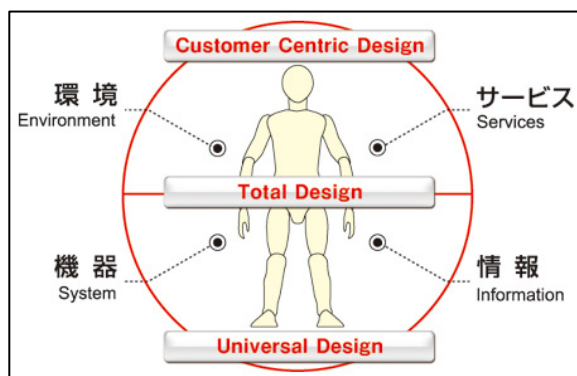 Customer Centric Design
環境
Environment
サービス
Services
Total Design
機器
System
情報
Information
Universal Design